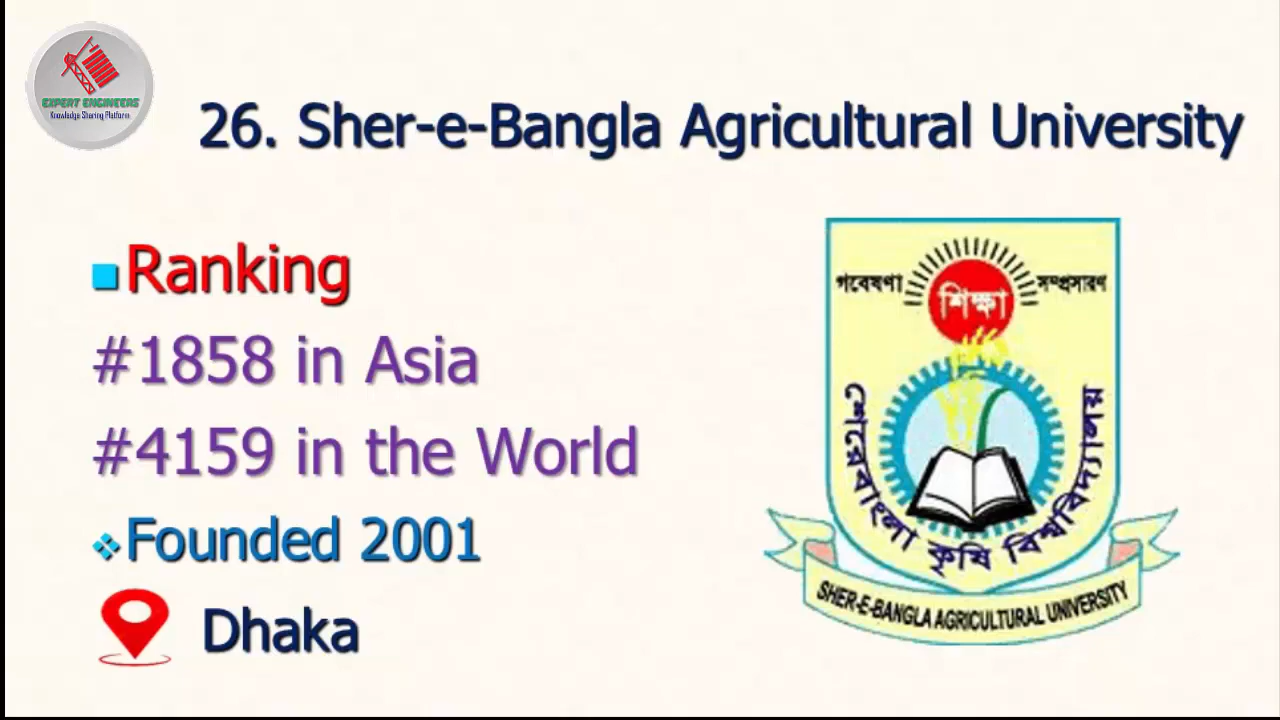 EXPERT ENGINEERS
Knowledge Sharing Platform
26. Sher-e-Bangla Agricultural University
Ranking
#1858 in Asia
#4159 in the World
Founded 2001
Dhaka
গবেষণা
শিক্ষা
সম্প্রসারণ
শেরেবাংলা কৃষি বিশ্ববিদ্যালয়
SHER-E-BANGLA AGRICULTURAL UNIVERSITY